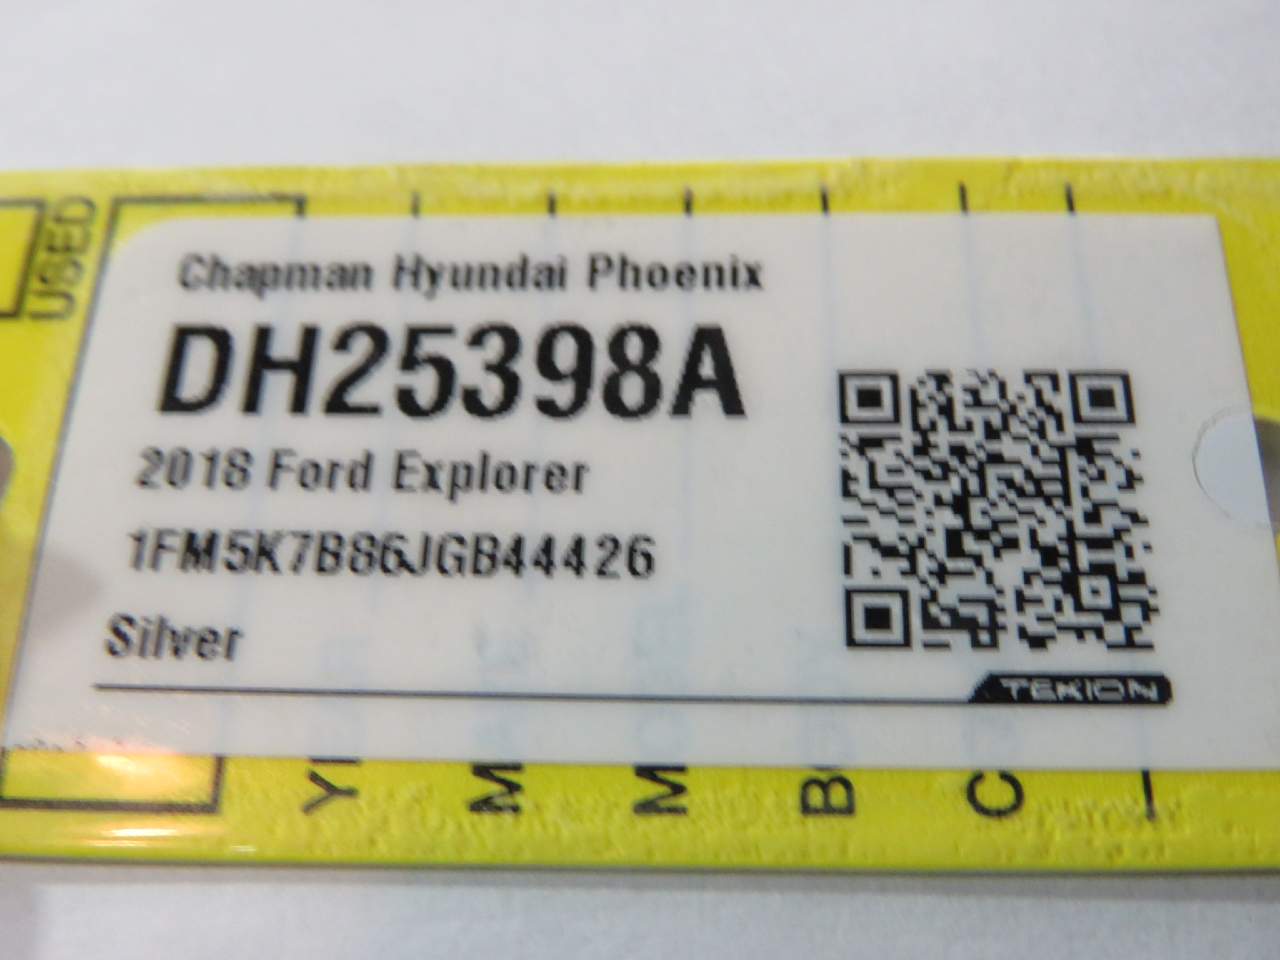 USED
Chapman Hyundai Phoenix
DH25398A
2018 Ford Explorer
1FM5K7B86JGB44426
Silver
TEKION